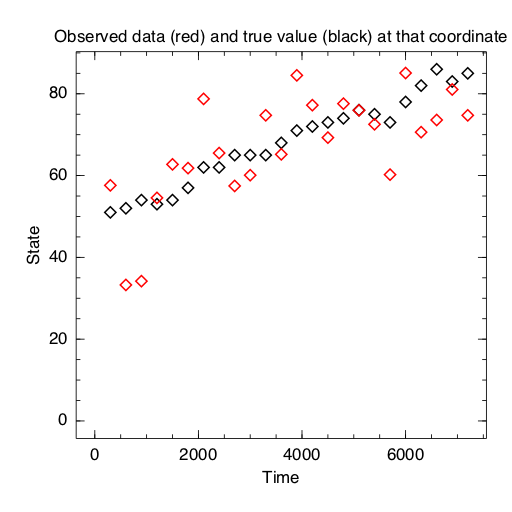 Observed data (red) and true value (black) at that coordinate
80
60
40
20
0
State
0 2000 4000 6000
Time